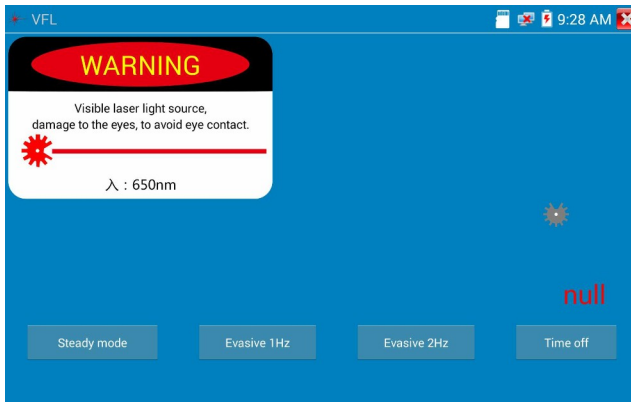 VFL
9:28 AM
WARNING
Visible laser light source,
damage to the eyes, to avoid eye contact.
入 : 650nm
null
Steady mode
Evasive 1Hz
Evasive 2Hz
Time off